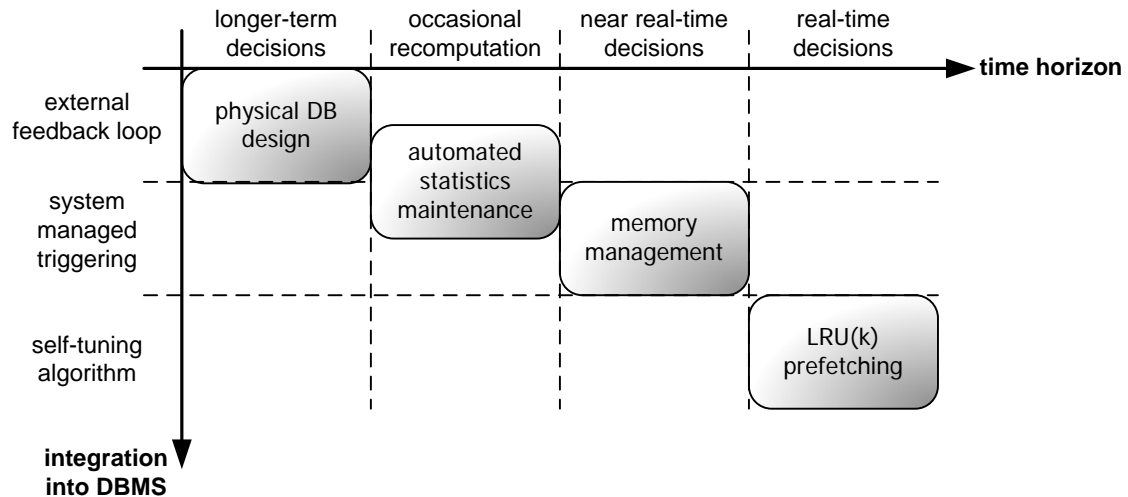 longer-term
decisions
occasional
recomputation
near real-time
decisions
real-time
decisions
time horizon
external
feedback loop
physical DB
design
automated
statistics
maintenance
system
managed
triggering
memory
management
self-tuning
algorithm
LRU(k)
prefetching
integration
into DBMS